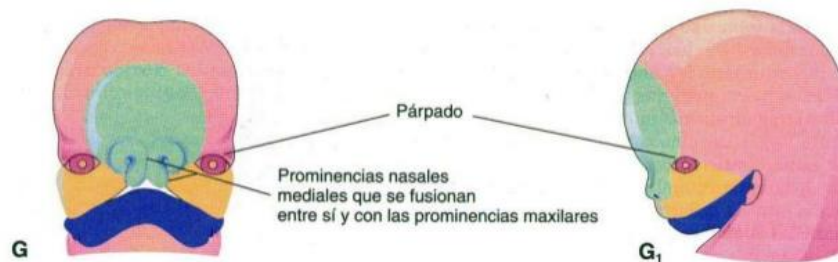 Párpado
Prominencias nasales
mediales que se fusionan
entre sí y con las prominencias maxilares
G
G₁